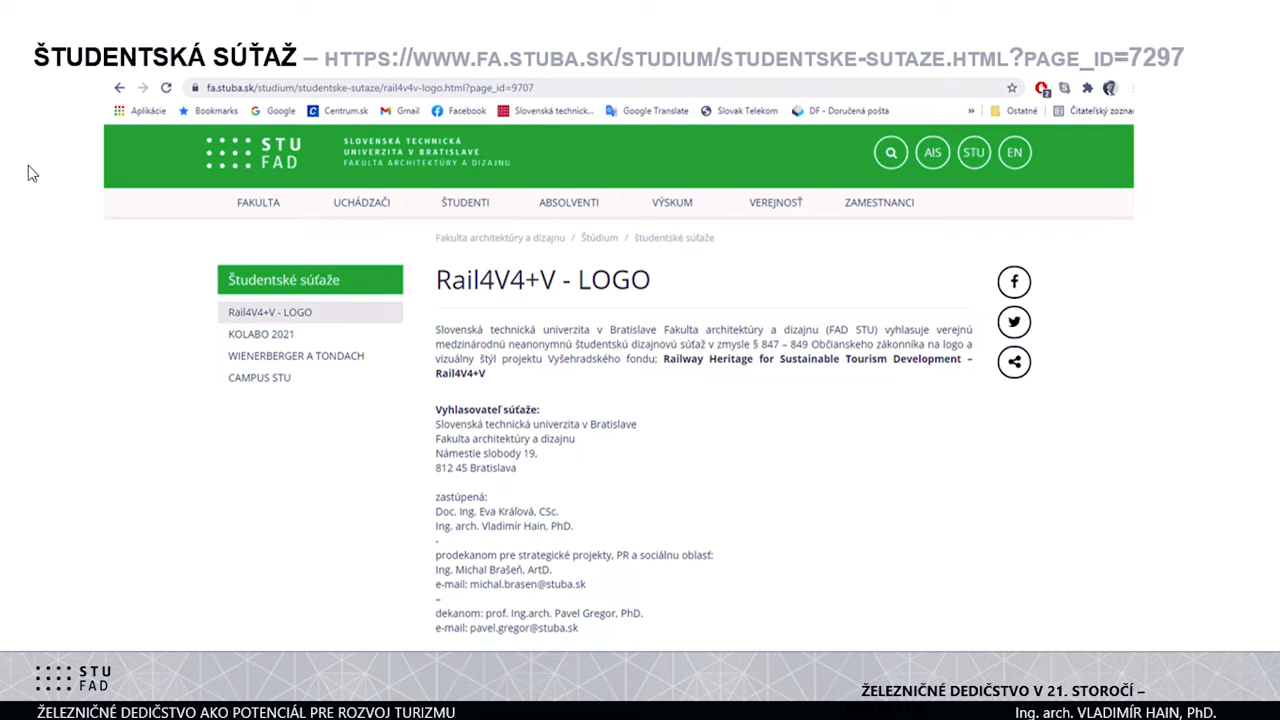 ŠTUDENTSKÁ SÚŤAŽ – HTTPS://WWW.FA.STUBA.SK/STUDIUM/STUDENTSKE-SUTAZE.HTML?PAGE_ID=7297
fa.stuba.sk/studium/studentske-sutaze/rail4v4v-logo.html?page_id=9707
Aplikácie Bookmarks Google Centrum.sk Gmail Facebook Slovenská technick... Google Translate Slovak Telekom DF - Doručená pošta » Ostatné Čitateľský zoznam
STU
FAD
SLOVENSKÁ TECHNICKÁ
UNIVERZITA V BRATISLAVE
FAKULTA ARCHITEKTÚRY A DIZAJNU
AIS STU EN
FAKULTA UCHÁDZAČI ŠTUDENTI ABSOLVENTI VÝSKUM VEREJNOSŤ ZAMESTNANCI
Fakulta architektúry a dizajnu / Štúdium / študentské súťaže
Študentské súťaže
Rail4V4+V - LOGO
KOLABO 2021
WIENERBERGER A TONDACH
CAMPUS STU
Rail4V4+V - LOGO
Slovenská technická univerzita v Bratislave Fakulta architektúry a dizajnu (FAD STU) vyhlasuje verejnú
medzinárodnú neanonymnú študentskú dizajnovú súťaž v zmysle § 847 – 849 Občianskeho zákonníka na logo a
vizuálny štýl projektu Vyšehradského fondu: Railway Heritage for Sustainable Tourism Development –
Rail4V4+V
Vyhlasovateľ súťaže:
Slovenská technická univerzita v Bratislave
Fakulta architektúry a dizajnu
Námestie slobody 19,
812 45 Bratislava
zastúpená:
Doc. Ing. Eva Kráľová, CSc.
Ing. arch. Vladimír Hain, PhD.
-
prodekanom pre strategické projekty, PR a sociálnu oblasť:
Ing. Michal Brašeň, ArtD.
e-mail: michal.brasen@stuba.sk
–
dekanom: prof. Ing.arch. Pavel Gregor, PhD.
e-mail: pavel.gregor@stuba.sk
STU
FAD
ŽELEZNIČNÉ DEDIČSTVO V 21. STOROČÍ –
ŽELEZNIČNÉ DEDIČSTVO AKO POTENCIÁL PRE ROZVOJ TURIZMU
Ing. arch. VLADIMÍR HAIN, PhD.